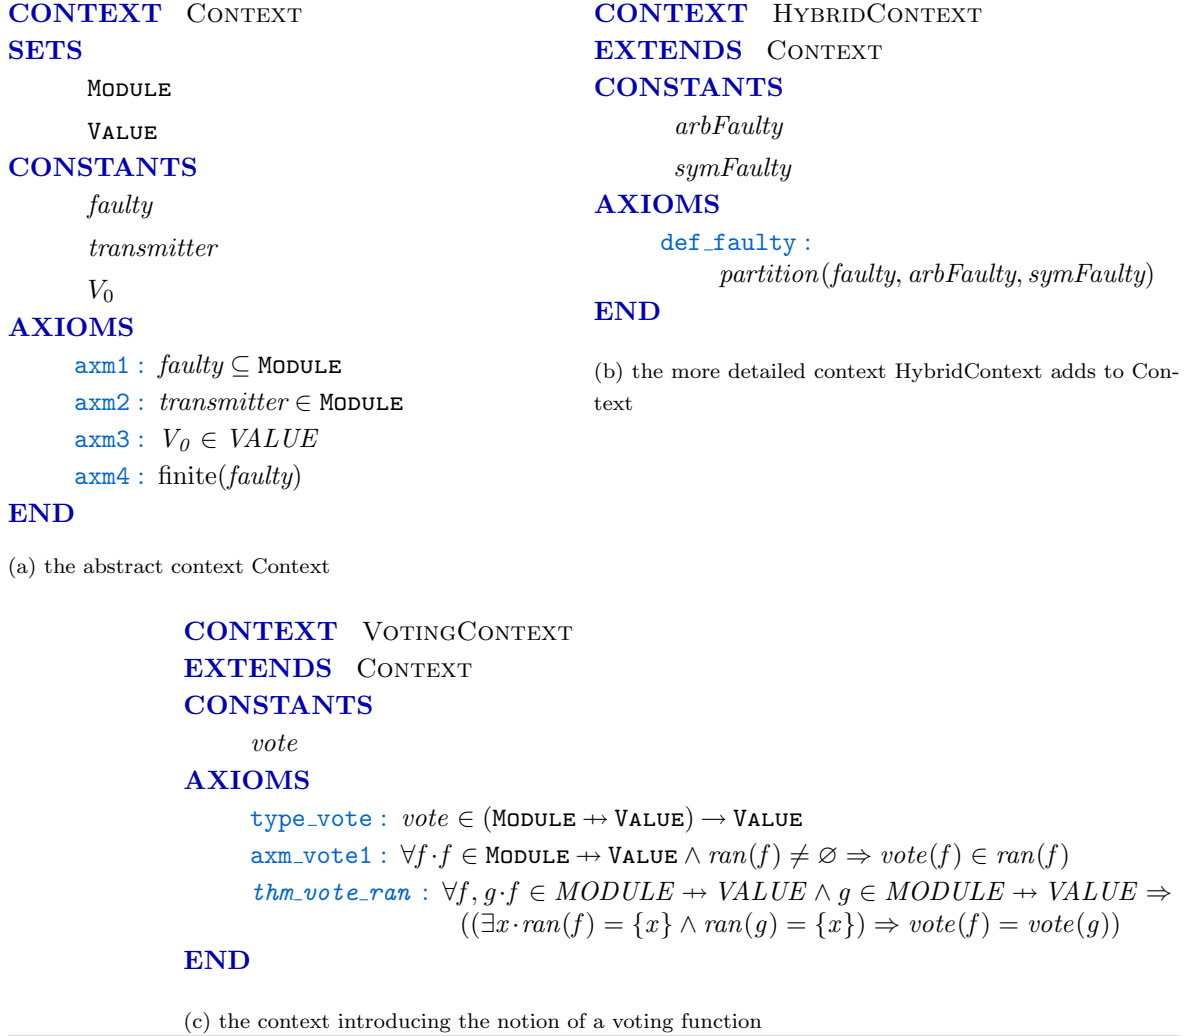 CONTEXT Context
SETS
Module
Value
CONSTANTS
faulty
transmitter
V₀
AXIOMS
axm1 : faulty ⊆ Module
axm2 : transmitter ∈ Module
axm3 : V₀ ∈ VALUE
axm4 : finite(faulty)
END
(a) the abstract context Context
CONTEXT HybridContext
EXTENDS Context
CONSTANTS
arbFaulty
symFaulty
AXIOMS
def_faulty :
partition(faulty, arbFaulty, symFaulty)
END
(b) the more detailed context HybridContext adds to Con-
text
CONTEXT VotingContext
EXTENDS Context
CONSTANTS
vote
AXIOMS
type_vote : vote ∈ (Module ⇸ Value) → Value
axm_vote1 : ∀f·f ∈ Module ⇸ Value ∧ ran(f) ≠ ∅ ⇒ vote(f) ∈ ran(f)
thm_vote_ran : ∀f, g·f ∈ MODULE ⇸ VALUE ∧ g ∈ MODULE ⇸ VALUE ⇒
((∃x·ran(f) = {x} ∧ ran(g) = {x}) ⇒ vote(f) = vote(g))
END
(c) the context introducing the notion of a voting function